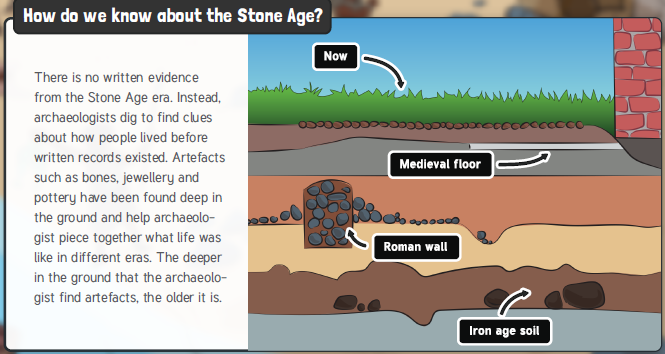 How do we know about the Stone Age?
There is no written evidence
from the Stone Age era. Instead,
archaeologists dig to find clues
about how people lived before
written records existed. Artefacts
such as bones, jewellery and
pottery have been found deep in
the ground and help archaeolo-
gist piece together what life was
like in different eras. The deeper
in the ground that the archaeolo-
gist find artefacts, the older it is.
Now
Medieval floor
Roman wall
Iron age soil